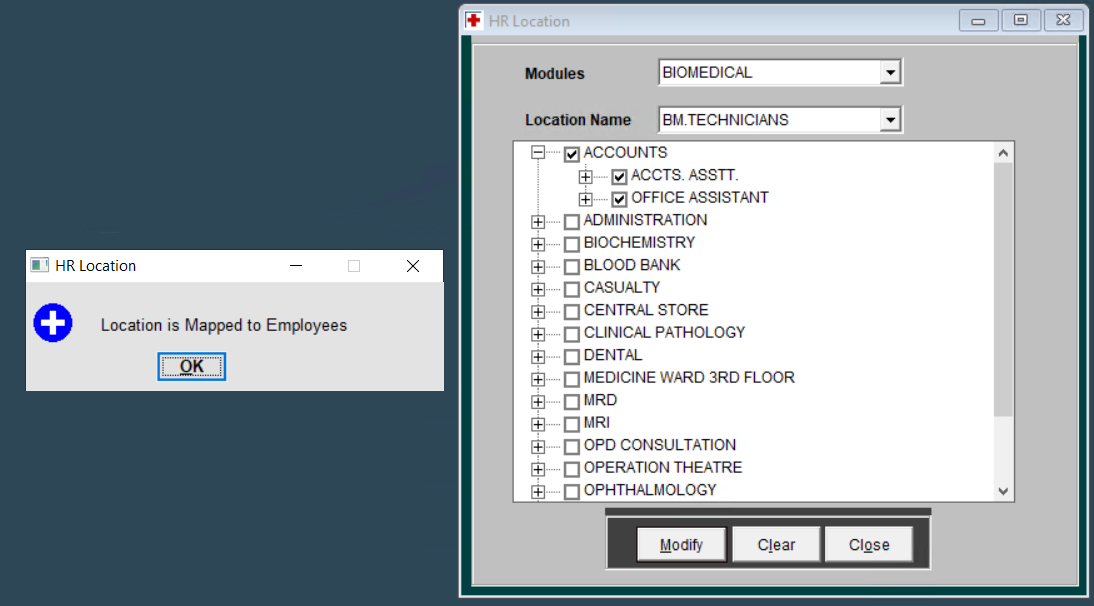 HR Location
Modules
BIOMEDICAL
Location Name
BM.TECHNICIANS
ACCOUNTS
ACCTS. ASSTT.
OFFICE ASSISTANT
ADMINISTRATION
BIOCHEMISTRY
BLOOD BANK
CASUALTY
CENTRAL STORE
CLINICAL PATHOLOGY
DENTAL
MEDICINE WARD 3RD FLOOR
MRD
MRI
OPD CONSULTATION
OPERATION THEATRE
OPHTHALMOLOGY
Modify Clear Close
HR Location
Location is Mapped to Employees
OK